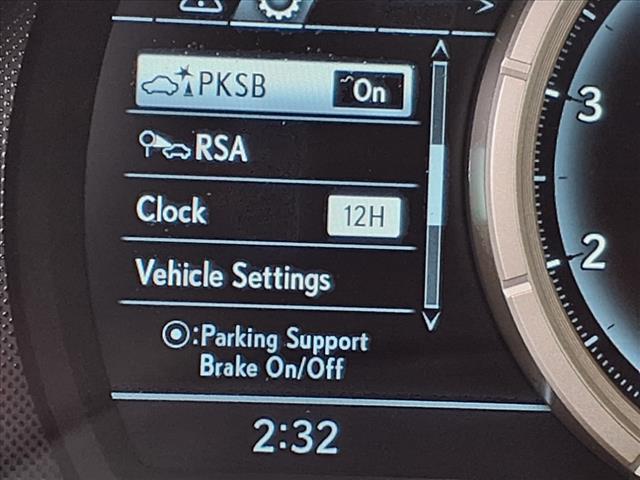 PKSB On
RSA
Clock 12H
Vehicle Settings
:Parking Support
Brake On/Off
2:32
3
2